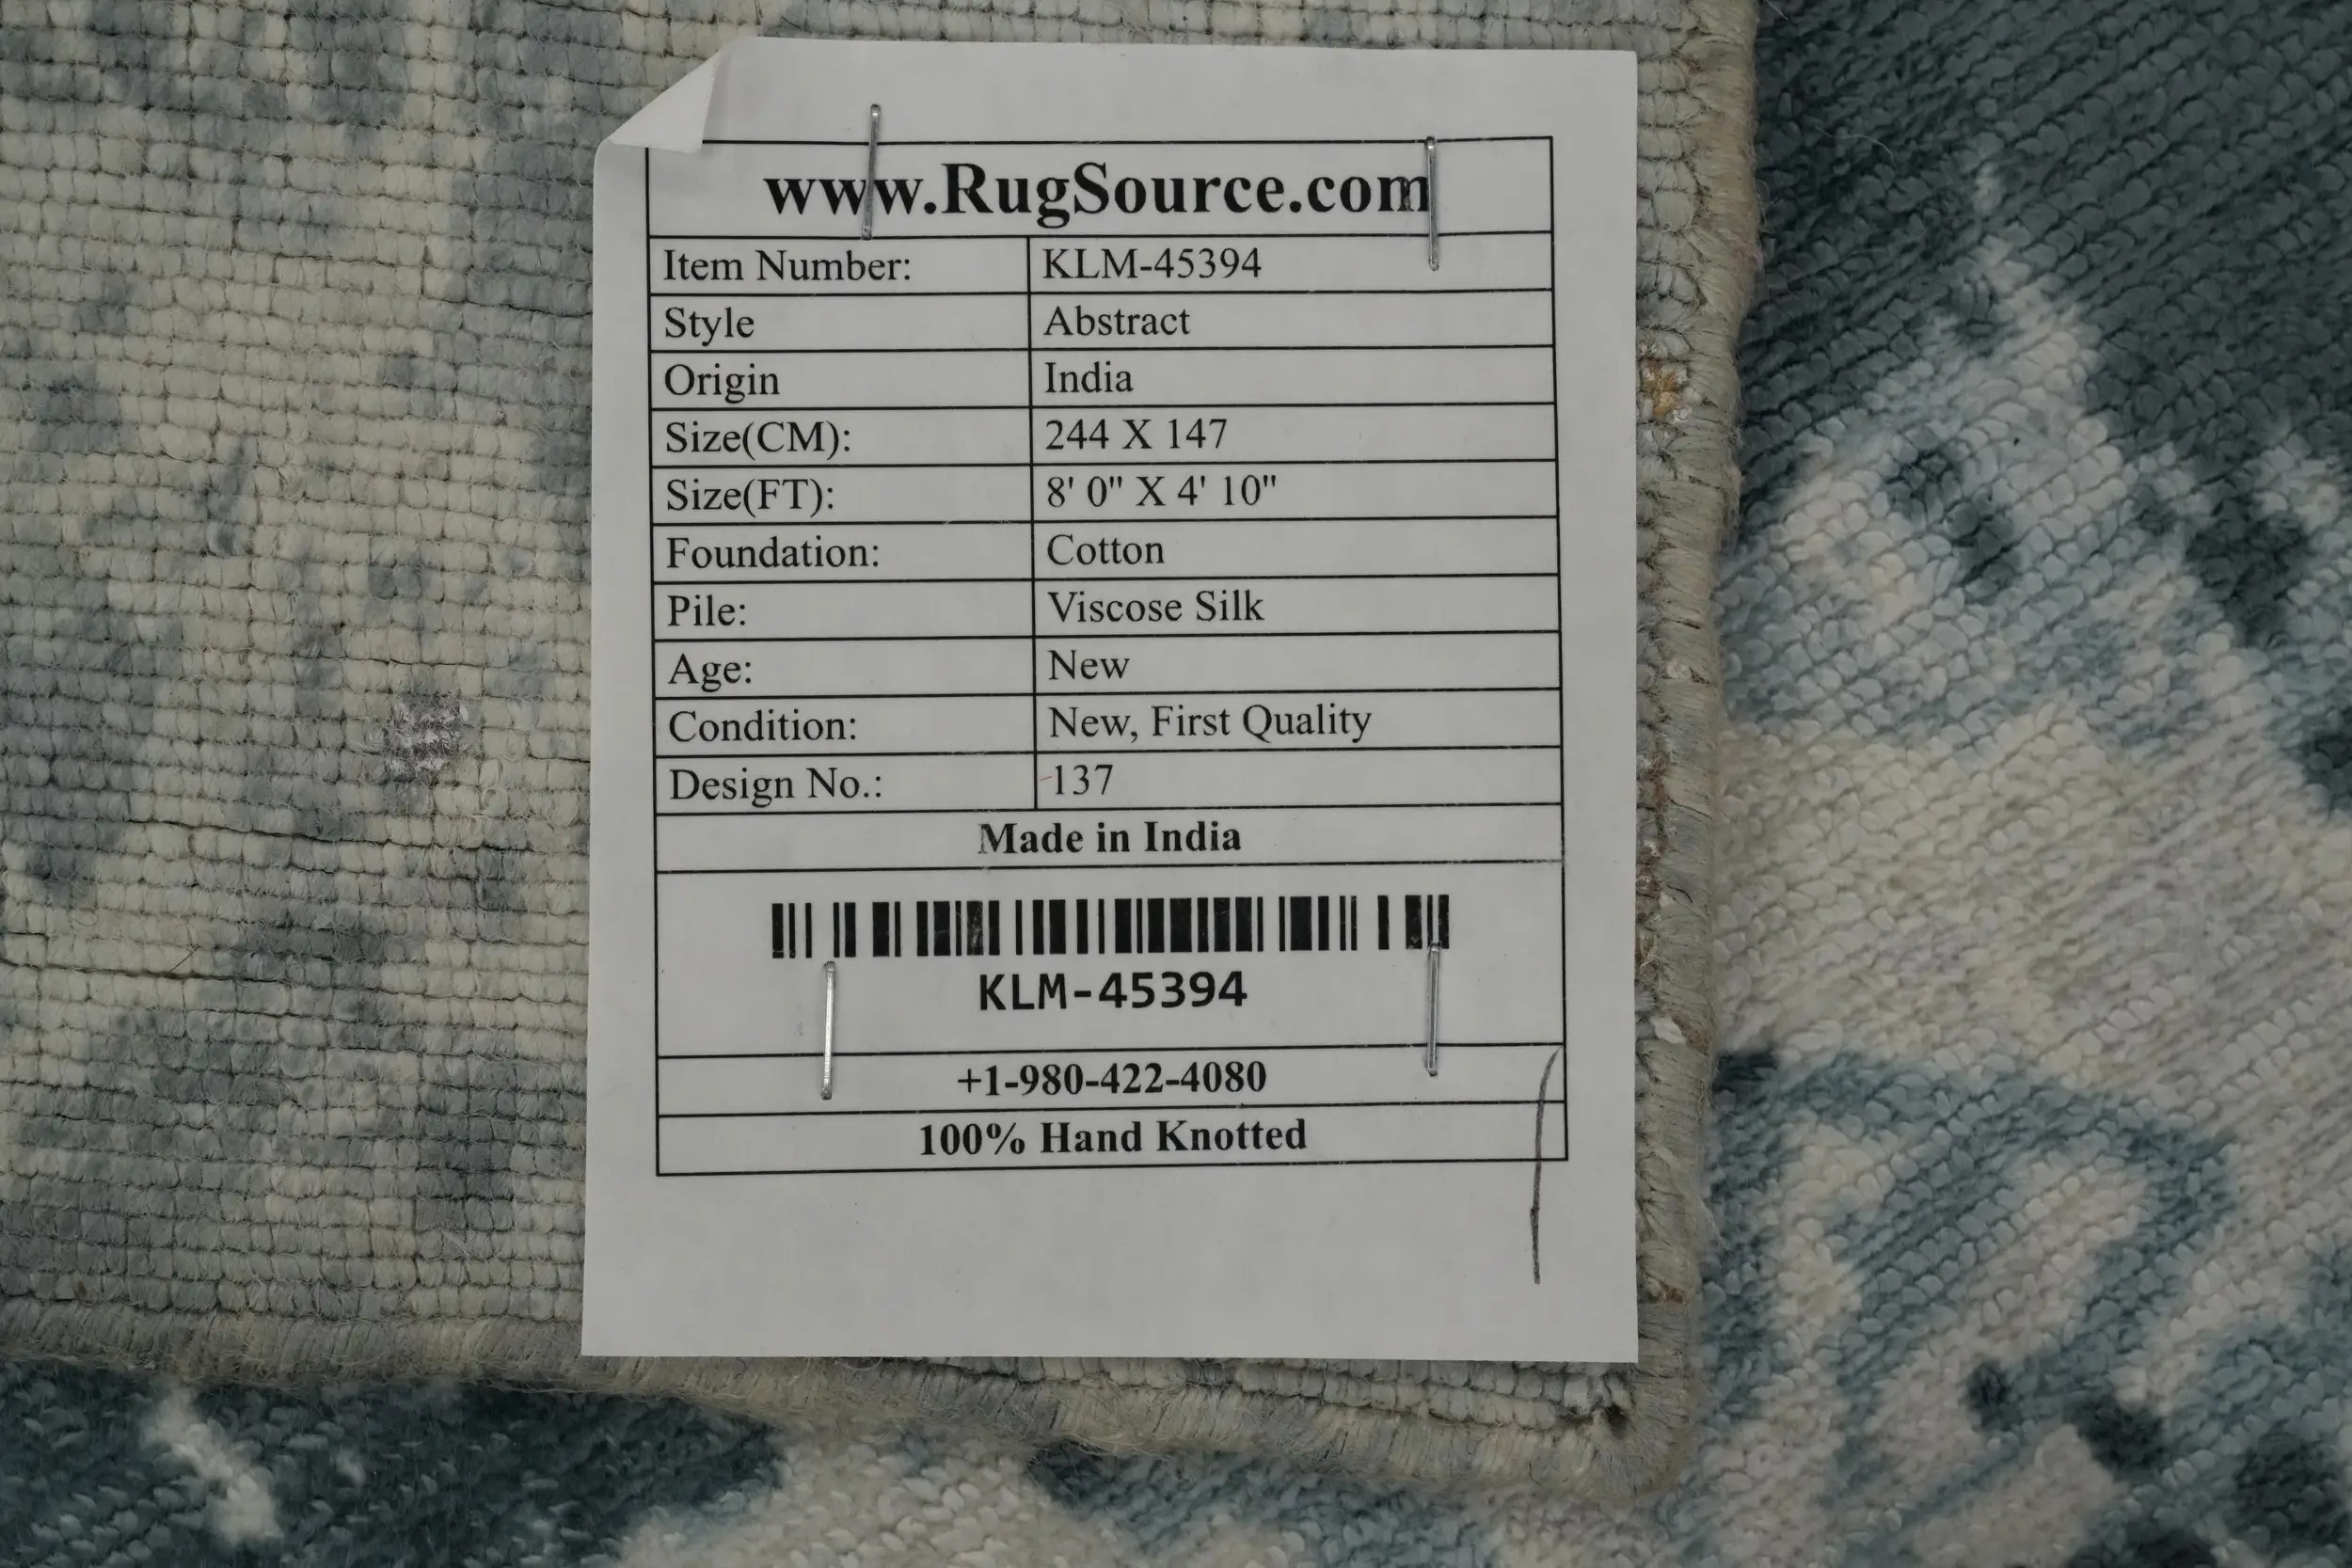 www.RugSource.com
Item Number: KLM-45394
Style Abstract
Origin India
Size(CM): 244 X 147
Size(FT): 8' 0" X 4' 10"
Foundation: Cotton
Pile: Viscose Silk
Age: New
Condition: New, First Quality
Design No.: 137
Made in India
KLM-45394
+1-980-422-4080
100% Hand Knotted